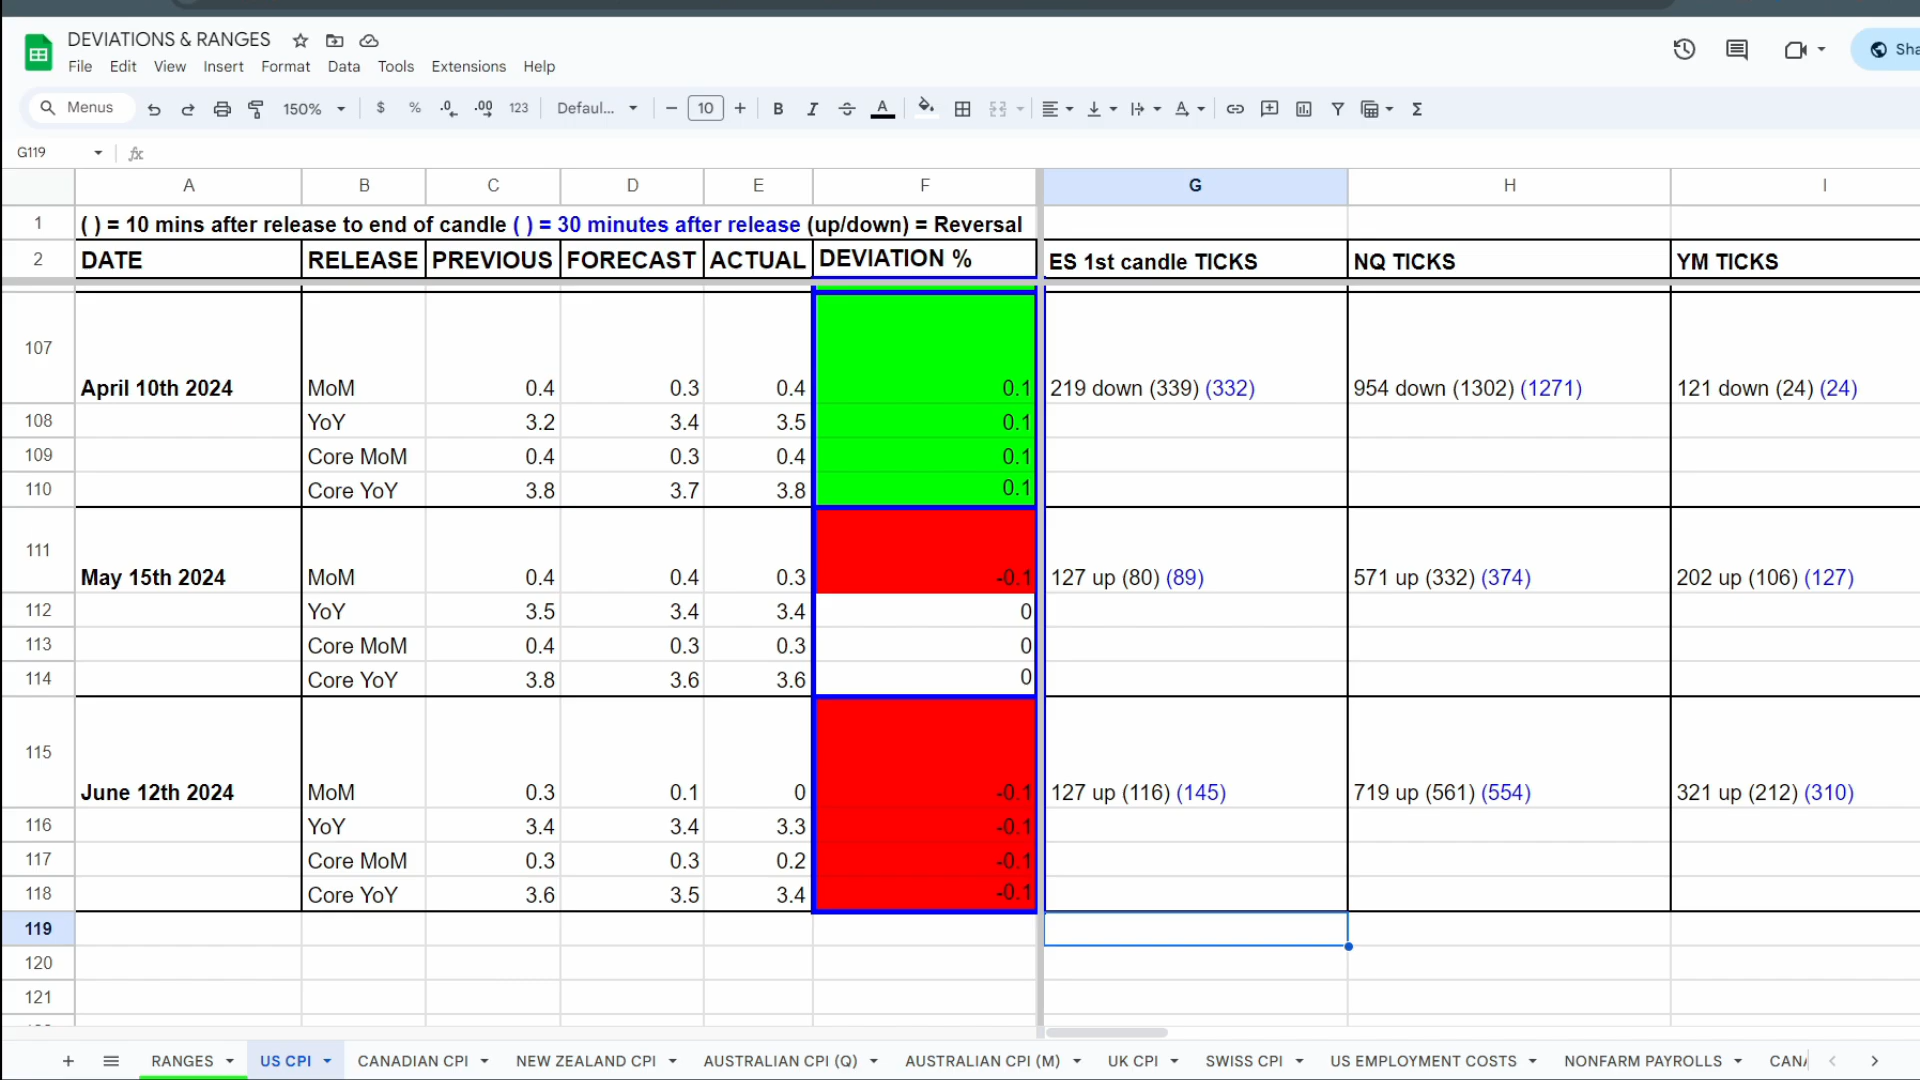 DEVIATIONS & RANGES
File Edit View Insert Format Data Tools Extensions Help
Sha
Menus 150% $ % .0 .00 123 Defaul... 10 B I A Σ
G119 fx
A B C D E F G H I
1 ( ) = 10 mins after release to end of candle ( ) = 30 minutes after release (up/down) = Reversal
2 DATE RELEASE PREVIOUS FORECAST ACTUAL DEVIATION % ES 1st candle TICKS NQ TICKS YM TICKS
107 April 10th 2024 MoM 0.4 0.3 0.4 0.1 219 down (339) (332) 954 down (1302) (1271) 121 down (24) (24)
108 YoY 3.2 3.4 3.5 0.1
109 Core MoM 0.4 0.3 0.4 0.1
110 Core YoY 3.8 3.7 3.8 0.1
111 May 15th 2024 MoM 0.4 0.4 0.3 -0.1 127 up (80) (89) 571 up (332) (374) 202 up (106) (127)
112 YoY 3.5 3.4 3.4 0
113 Core MoM 0.4 0.3 0.3 0
114 Core YoY 3.8 3.6 3.6 0
115 June 12th 2024 MoM 0.3 0.1 0 -0.1 127 up (116) (145) 719 up (561) (554) 321 up (212) (310)
116 YoY 3.4 3.4 3.3 -0.1
117 Core MoM 0.3 0.3 0.2 -0.1
118 Core YoY 3.6 3.5 3.4 -0.1
119
120
121
RANGES US CPI CANADIAN CPI NEW ZEALAND CPI AUSTRALIAN CPI (Q) AUSTRALIAN CPI (M) UK CPI SWISS CPI US EMPLOYMENT COSTS NONFARM PAYROLLS CANA